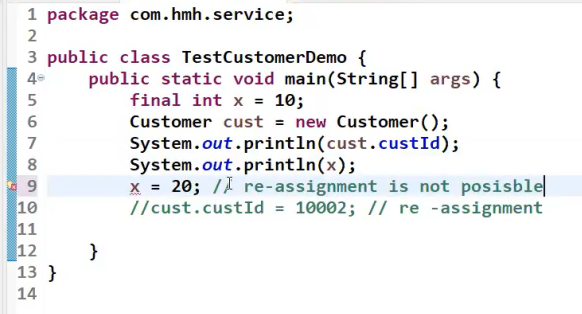 1 package com.hmh.service;
2
3 public class TestCustomerDemo {
4 public static void main(String[] args) {
5 final int x = 10;
6 Customer cust = new Customer();
7 System.out.println(cust.custId);
8 System.out.println(x);
9 x = 20; // re-assignment is not posisble
10 //cust.custId = 10002; // re -assignment
11
12 }
13 }
14